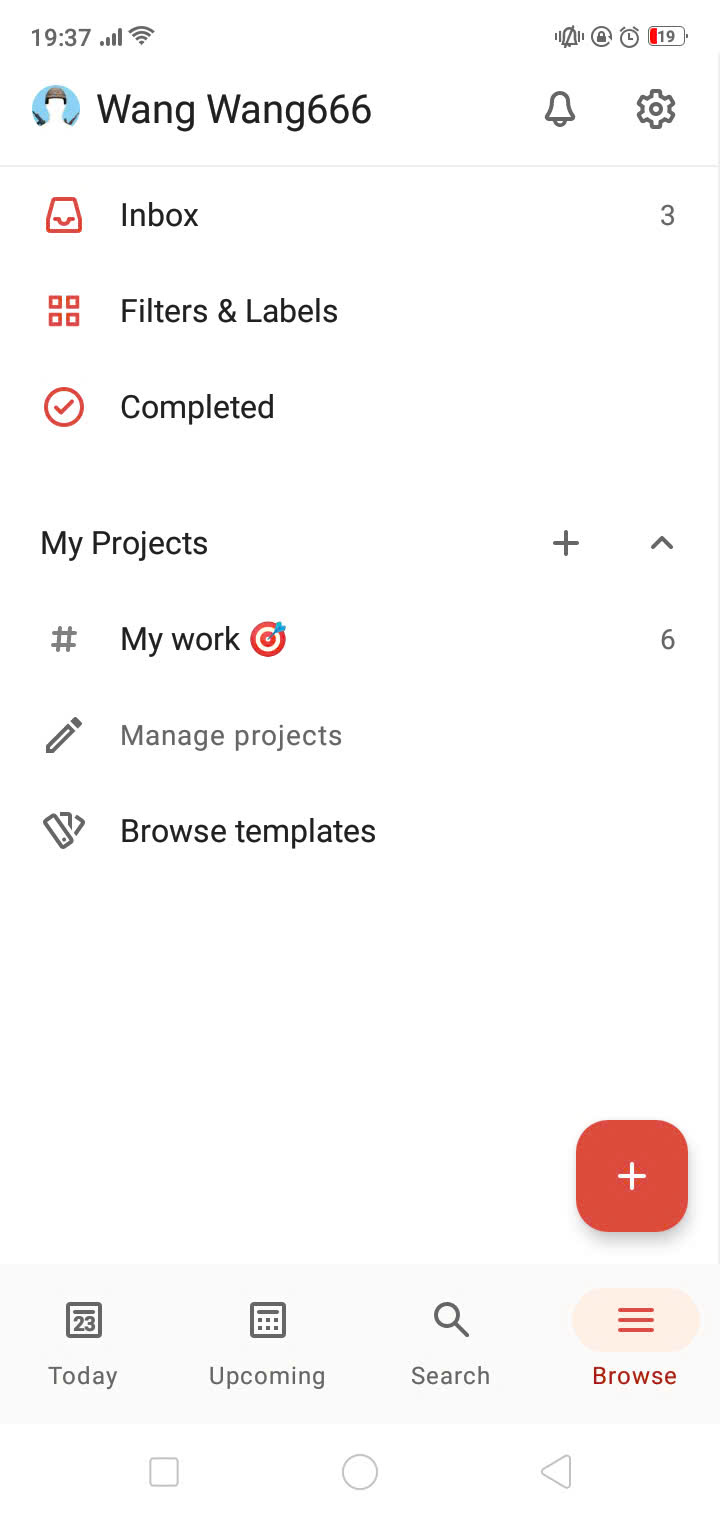 19:37
19
Wang Wang666
Inbox
3
Filters & Labels
Completed
My Projects
My work 🎯
6
Manage projects
Browse templates
23
Today
Upcoming
Search
Browse